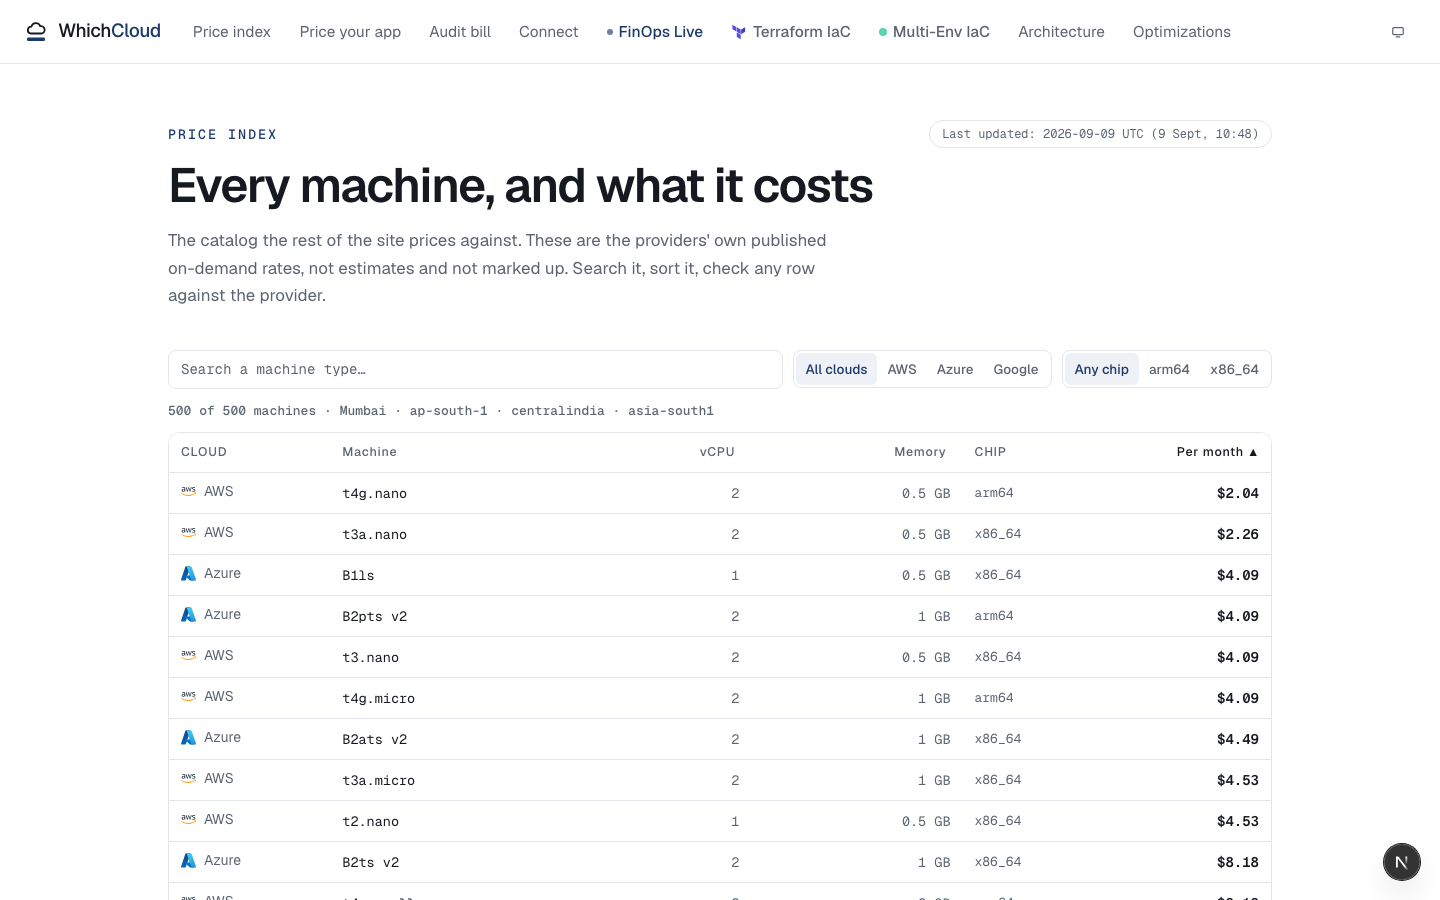 WhichCloud Price index Price your app Audit bill Connect FinOps Live Terraform IaC Multi-Env IaC Architecture Optimizations
PRICE INDEX
Last updated: 2026-09-09 UTC (9 Sept, 10:48)
Every machine, and what it costs
The catalog the rest of the site prices against. These are the providers' own published
on-demand rates, not estimates and not marked up. Search it, sort it, check any row
against the provider.
Search a machine type…
All clouds AWS Azure Google
Any chip arm64 x86_64
500 of 500 machines · Mumbai · ap-south-1 · centralindia · asia-south1
CLOUD Machine vCPU Memory CHIP Per month ▲
aws AWS t4g.nano 2 0.5 GB arm64 $2.04
aws AWS t3a.nano 2 0.5 GB x86_64 $2.26
Azure B1ls 1 0.5 GB x86_64 $4.09
Azure B2pts v2 2 1 GB arm64 $4.09
aws AWS t3.nano 2 0.5 GB x86_64 $4.09
aws AWS t4g.micro 2 1 GB arm64 $4.09
Azure B2ats v2 2 1 GB x86_64 $4.49
aws AWS t3a.micro 2 1 GB x86_64 $4.53
aws AWS t2.nano 1 0.5 GB x86_64 $4.53
Azure B2ts v2 2 1 GB x86_64 $8.18
N